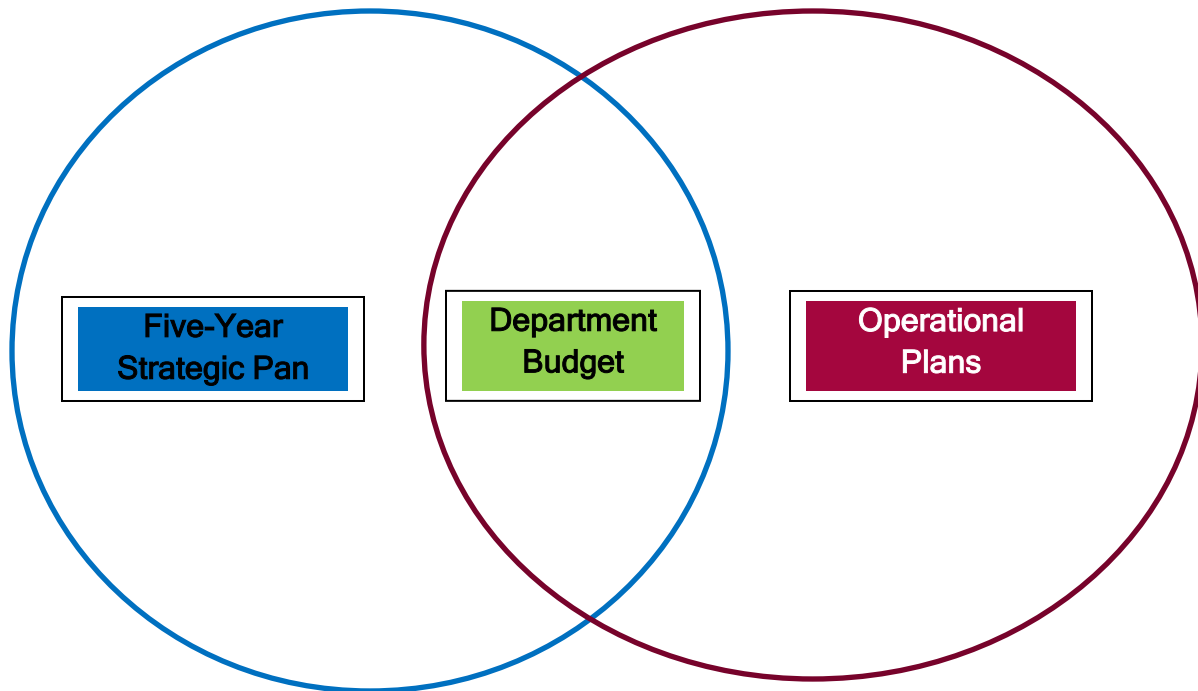 Five-Year
Strategic Pan
Department
Budget
Operational
Plans